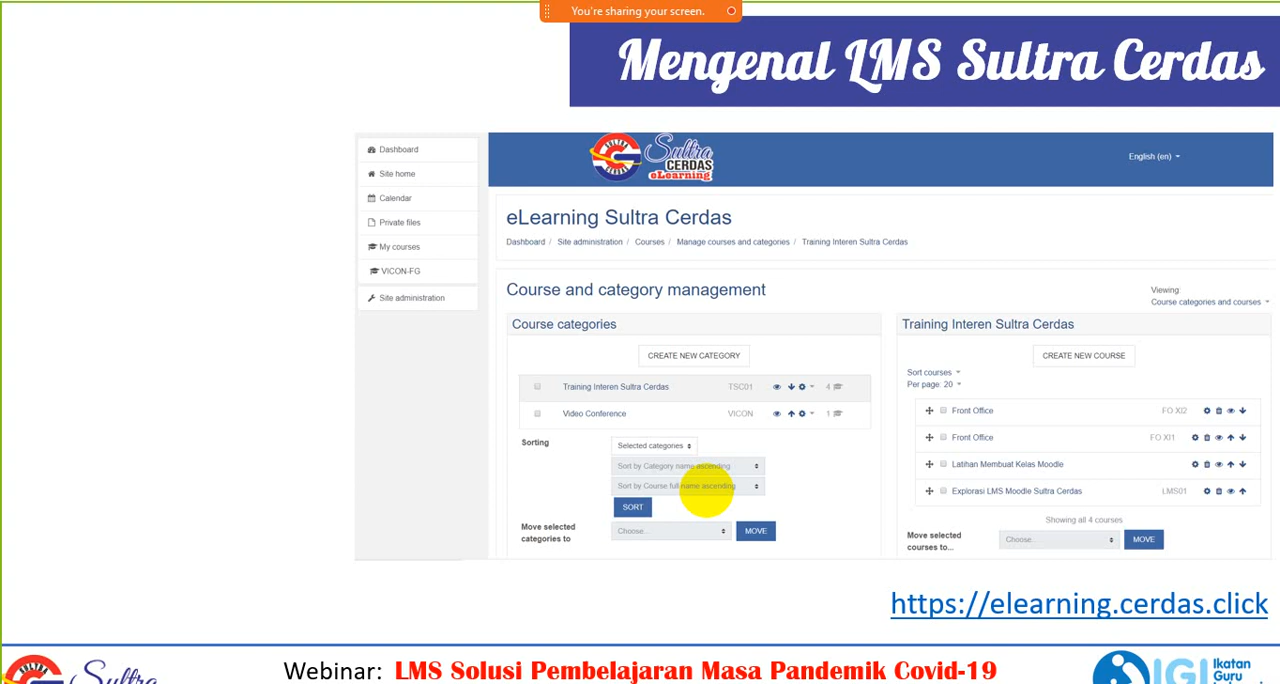 You're sharing your screen.
Mengenal LMS Sultra Cerdas
Dashboard
Site home
Calendar
Private files
My courses
VICON-FG
Site administration
SULTRA
Sultra
CERDAS
eLearning
English (en)
eLearning Sultra Cerdas
Dashboard / Site administration / Courses / Manage courses and categories / Training Interen Sultra Cerdas
Course and category management
Viewing:
Course categories and courses
Course categories
CREATE NEW CATEGORY
Training Interen Sultra Cerdas TSC01 4
Video Conference VICON 1
Sorting
Selected categories
Sort by Category name ascending
Sort by Course full name ascending
SORT
Move selected categories to
Choose... MOVE
Training Interen Sultra Cerdas
CREATE NEW COURSE
Sort courses
Per page: 20
Front Office FO XI2
Front Office FO XI1
Latihan Membuat Kelas Moodle
Explorasi LMS Moodle Sultra Cerdas LMS01
Showing all 4 courses
Move selected courses to...
Choose... MOVE
https://elearning.cerdas.click
SULTRA
Sultra
Webinar: LMS Solusi Pembelajaran Masa Pandemik Covid-19
IGI
Ikatan
Guru